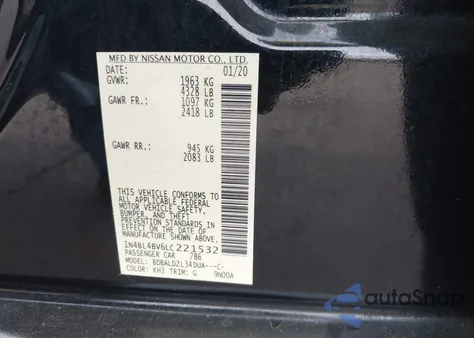 MFD BY NISSAN MOTOR CO., LTD.
DATE: 01/20
GVWR: 1963 KG
4328 LB
GAWR FR.: 1097 KG
2418 LB
GAWR RR.: 945 KG
2083 LB
THIS VEHICLE CONFORMS TO
ALL APPLICABLE FEDERAL
MOTOR VEHICLE SAFETY,
BUMPER, AND THEFT
PREVENTION STANDARDS
IN EFFECT ON THE DATE OF
MANUFACTURE SHOWN ABOVE.
1N4BL4BV6LC221532
PASSENGER CAR 786
MODEL: BDBALDZL34DUA---C-
COLOR: KH3 TRIM: G 9N00A
autoSnap